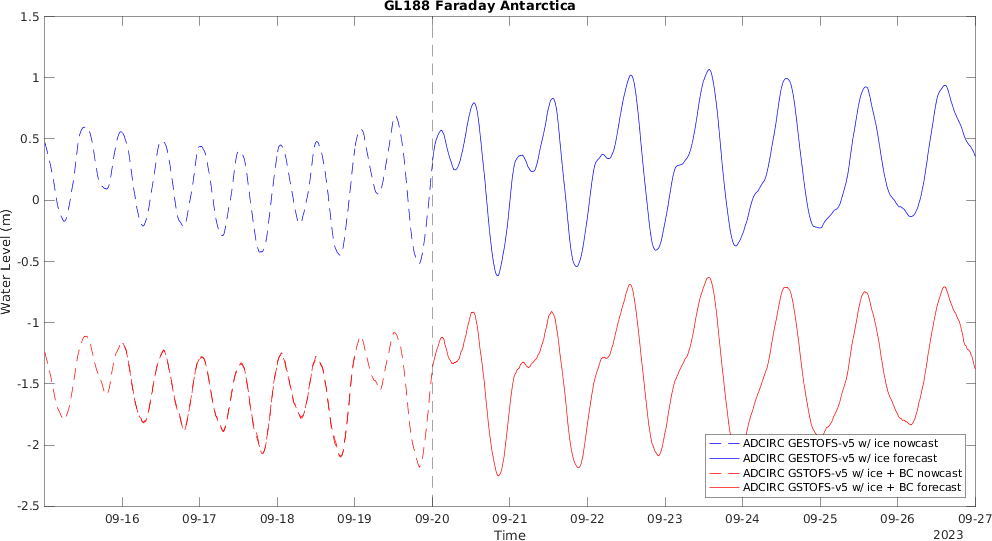 GL188 Faraday Antarctica
1.5
1
0.5
0
-0.5
-1
-1.5
-2
-2.5
Water Level (m)
ADCIRC GESTOFS-v5 w/ ice nowcast
ADCIRC GESTOFS-v5 w/ ice forecast
ADCIRC GSTOFS-v5 w/ ice + BC nowcast
ADCIRC GSTOFS-v5 w/ ice + BC forecast
09-16 09-17 09-18 09-19 09-20 09-21 09-22 09-23 09-24 09-25 09-26 09-27
Time
2023